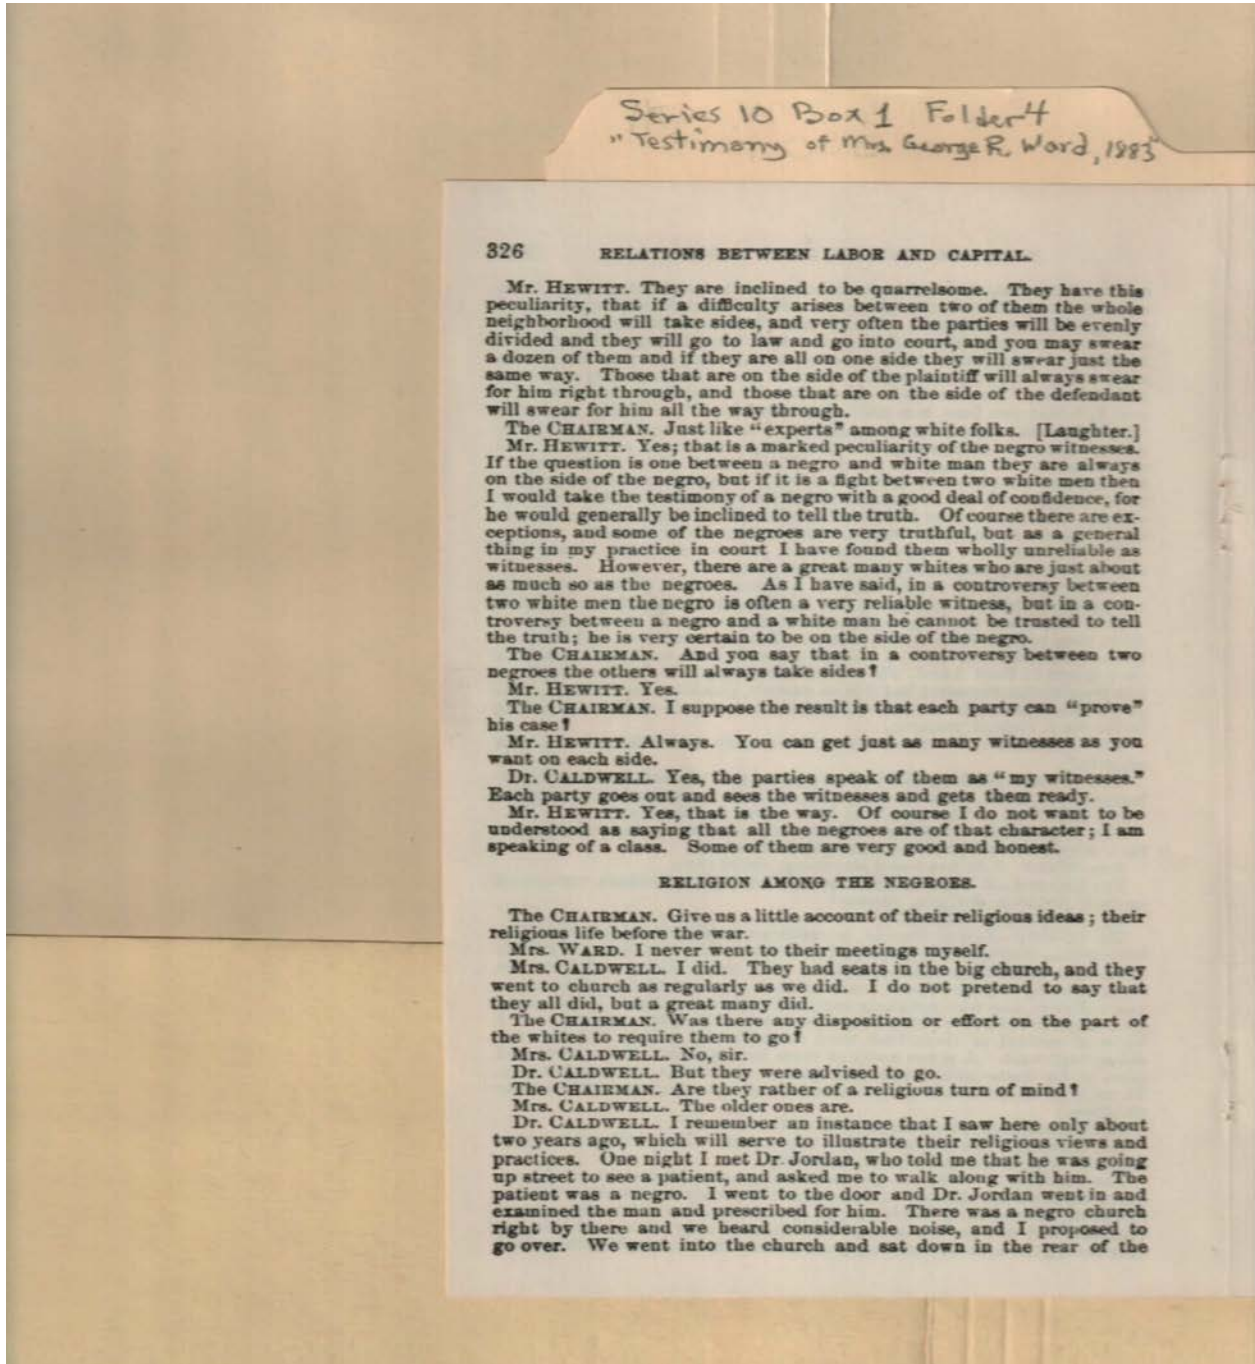 Series 10 Box 1 Folder 4
"Testimony of Mrs. George R. Ward, 1883"
326 RELATIONS BETWEEN LABOR AND CAPITAL.
Mr. HEWITT. They are inclined to be quarrelsome. They have this
peculiarity, that if a difficulty arises between two of them the whole
neighborhood will take sides, and very often the parties will be evenly
divided and they will go to law and go into court, and you may swear
a dozen of them and if they are all on one side they will swear just the
same way. Those that are on the side of the plaintiff will always swear
for him right through, and those that are on the side of the defendant
will swear for him all the way through.
The CHAIRMAN. Just like "experts" among white folks. [Laughter.]
Mr. HEWITT. Yes; that is a marked peculiarity of the negro witnesses.
If the question is one between a negro and white man they are always
on the side of the negro, but if it is a fight between two white men then
I would take the testimony of a negro with a good deal of confidence, for
he would generally be inclined to tell the truth. Of course there are ex-
ceptions, and some of the negroes are very truthful, but as a general
thing in my practice in court I have found them wholly unreliable as
witnesses. However, there are a great many whites who are just about
as much so as the negroes. As I have said, in a controversy between
two white men the negro is often a very reliable witness, but in a con-
troversy between a negro and a white man he cannot be trusted to tell
the truth; he is very certain to be on the side of the negro.
The CHAIRMAN. And you say that in a controversy between two
negroes the others will always take sides?
Mr. HEWITT. Yes.
The CHAIRMAN. I suppose the result is that each party can "prove"
his case?
Mr. HEWITT. Always. You can get just as many witnesses as you
want on each side.
Dr. CALDWELL. Yes, the parties speak of them as "my witnesses."
Each party goes out and sees the witnesses and gets them ready.
Mr. HEWITT. Yes, that is the way. Of course I do not want to be
understood as saying that all the negroes are of that character; I am
speaking of a class. Some of them are very good and honest.
RELIGION AMONG THE NEGROES.
The CHAIRMAN. Give us a little account of their religious ideas; their
religious life before the war.
Mrs. WARD. I never went to their meetings myself.
Mrs. CALDWELL. I did. They had seats in the big church, and they
went to church as regularly as we did. I do not pretend to say that
they all did, but a great many did.
The CHAIRMAN. Was there any disposition or effort on the part of
the whites to require them to go?
Mrs. CALDWELL. No, sir.
Dr. CALDWELL. But they were advised to go.
The CHAIRMAN. Are they rather of a religious turn of mind?
Mrs. CALDWELL. The older ones are.
Dr. CALDWELL. I remember an instance that I saw here only about
two years ago, which will serve to illustrate their religious views and
practices. One night I met Dr. Jordan, who told me that he was going
up street to see a patient, and asked me to walk along with him. The
patient was a negro. I went to the door and Dr. Jordan went in and
examined the man and prescribed for him. There was a negro church
right by there and we heard considerable noise, and I proposed to
go over. We went into the church and sat down in the rear of the